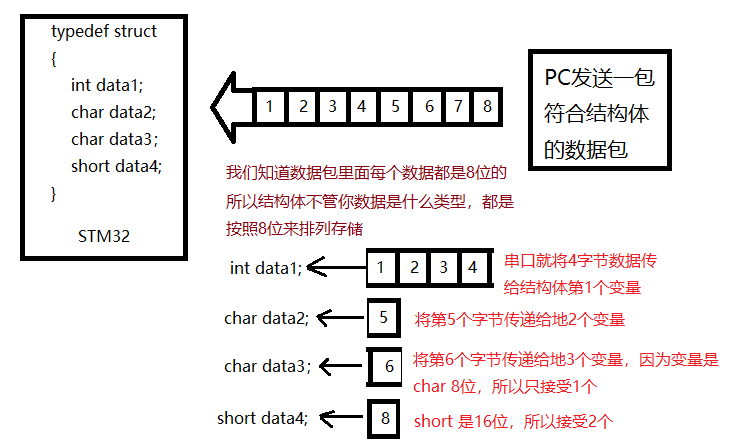 typedef struct
{
int data1;
char data2;
char data3;
short data4;
}
STM32
1 2 3 4 5 6 7 8
PC发送一包
符合结构体
的数据包
我们知道数据包里面每个数据都是8位的
所以结构体不管你数据是什么类型，都是
按照8位来排列存储
int data1;
1 2 3 4
串口就将4字节数据传
给结构体第1个变量
char data2;
5
将第5个字节传递给地2个变量
char data3;
6
将第6个字节传递给地3个变量，因为变量是
char 8位，所以只接受1个
short data4;
8
short 是16位，所以接受2个